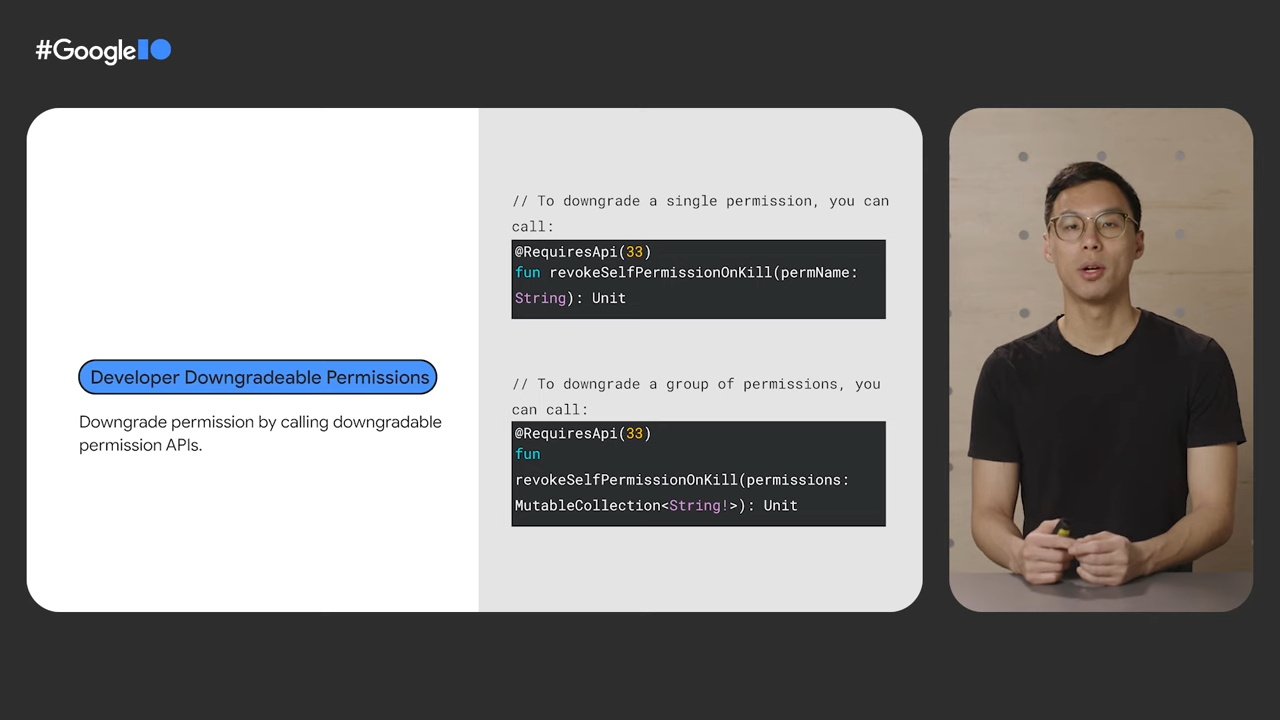 #Google IO
Developer Downgradeable Permissions
Downgrade permission by calling downgradable
permission APIs.
// To downgrade a single permission, you can
call:
@RequiresApi(33)
fun revokeSelfPermissionOnKill(permName:
String): Unit
// To downgrade a group of permissions, you
can call:
@RequiresApi(33)
fun
revokeSelfPermissionOnKill(permissions:
MutableCollection<String!>): Unit